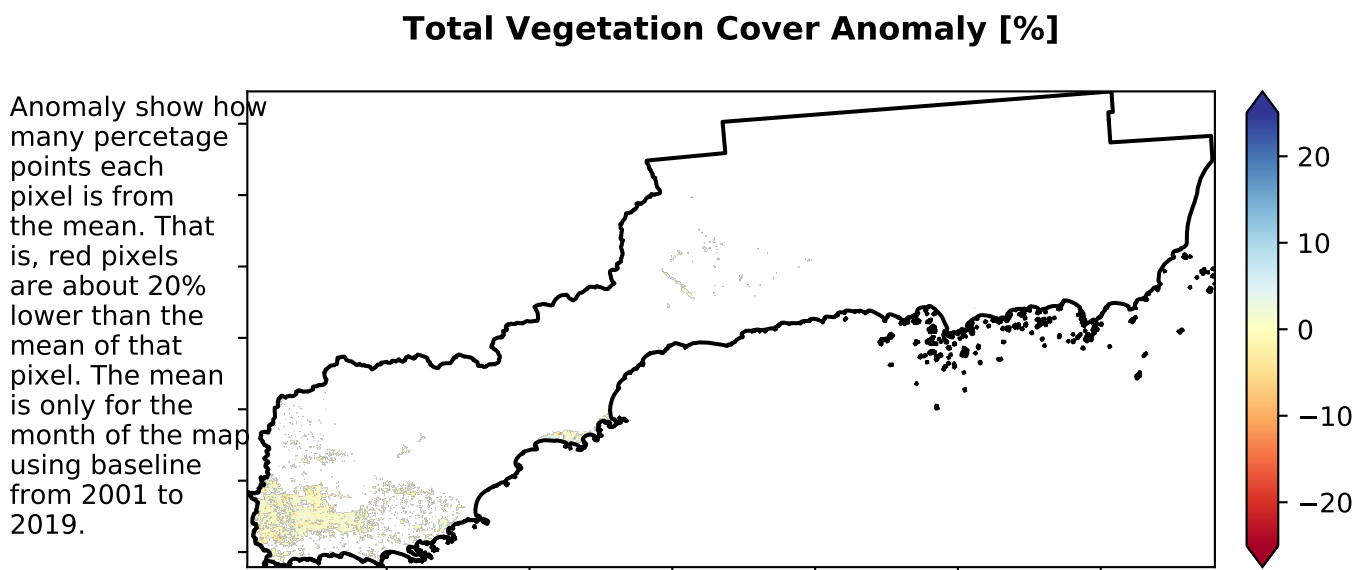 Total Vegetation Cover Anomaly [%]
Anomaly show how
many percetage
points each
pixel is from
the mean. That
is, red pixels
are about 20%
lower than the
mean of that
pixel. The mean
is only for the
month of the map
using baseline
from 2001 to
2019.
20
10
0
−10
−20